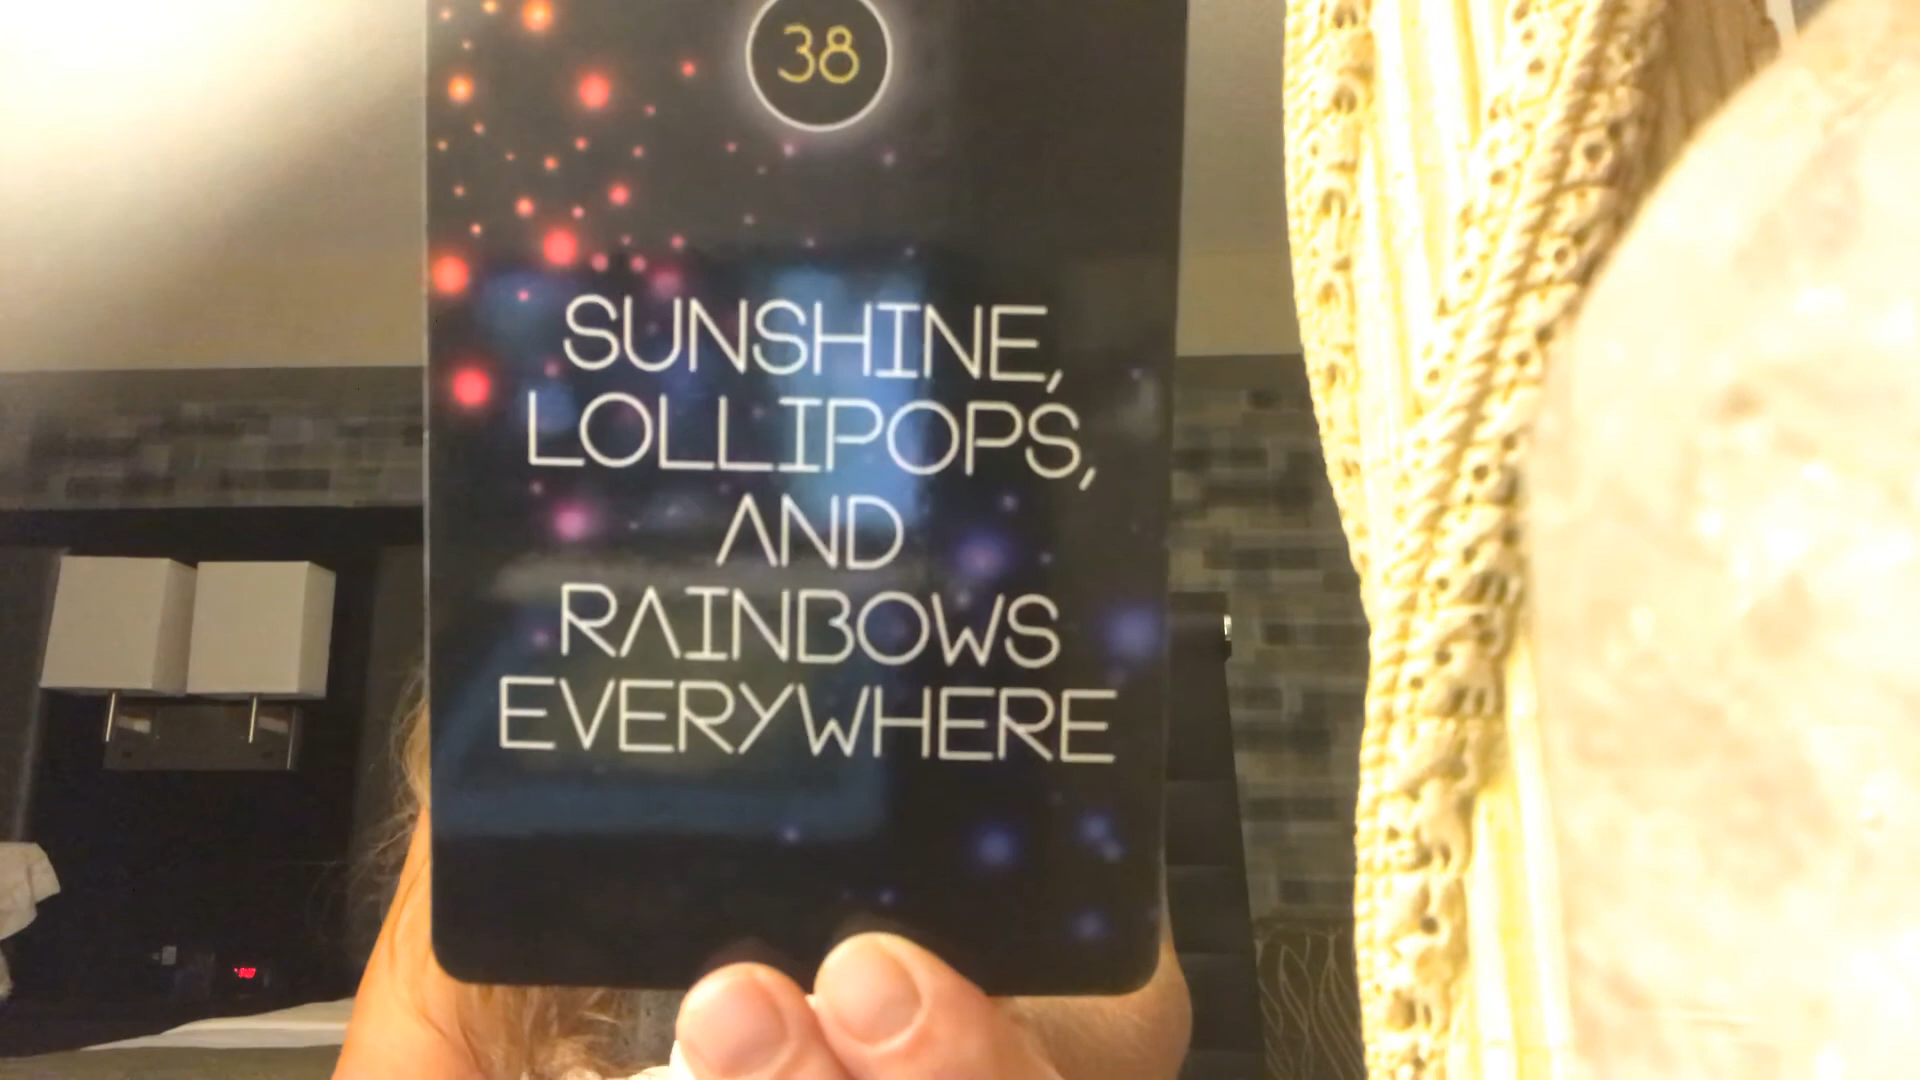 38
SUNSHINE,
LOLLIPOPS,
AND
RAINBOWS
EVERYWHERE